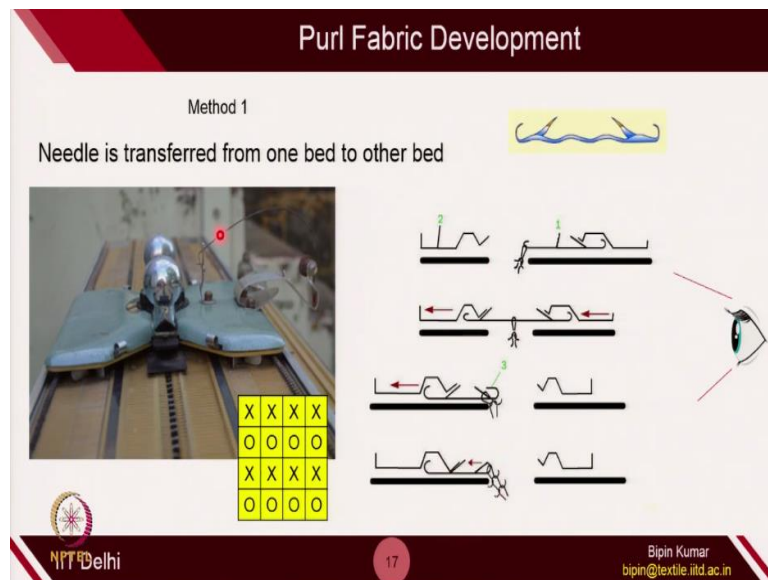 Purl Fabric Development
Method 1
Needle is transferred from one bed to other bed
2
1
3
X X X X
O O O O
X X X X
O O O O
NPTEL
IIT Delhi
17
Bipin Kumar
bipin@textile.iitd.ac.in